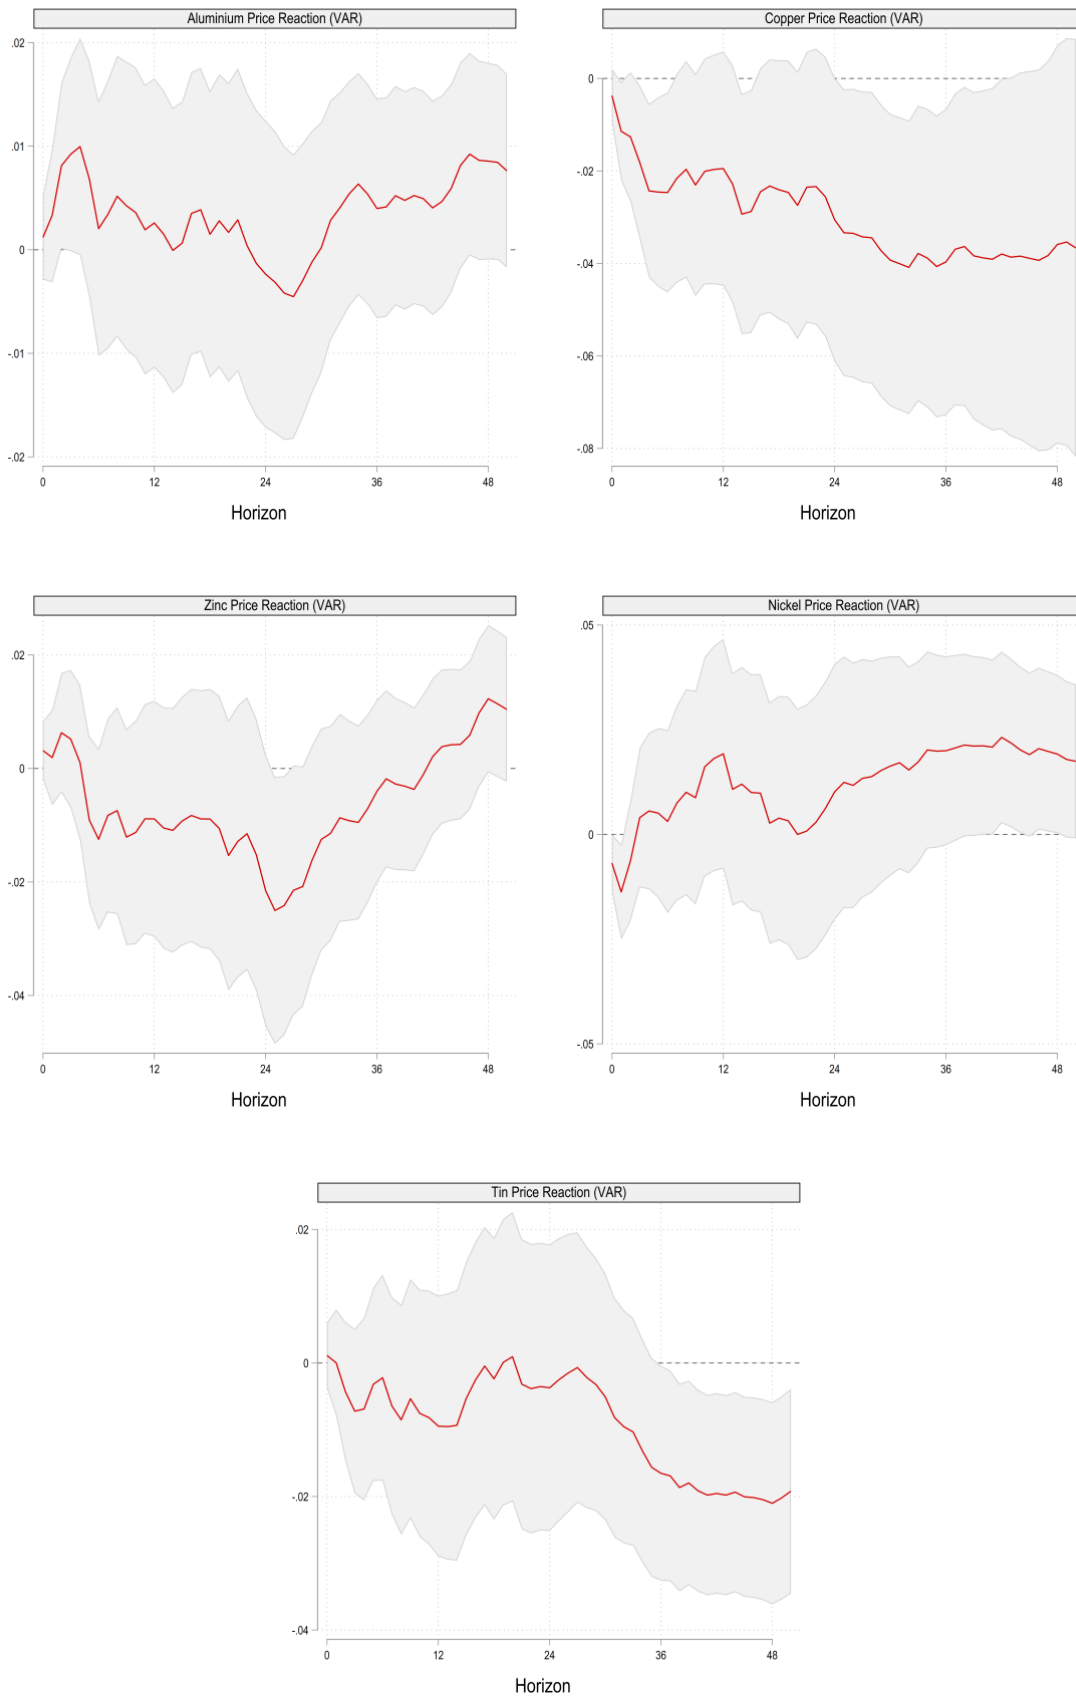 Aluminium Price Reaction (VAR)
.02
.01
0
-.01
-.02
0 12 24 36 48
Horizon
Copper Price Reaction (VAR)
0
-.02
-.04
-.06
-.08
0 12 24 36 48
Horizon
Zinc Price Reaction (VAR)
.02
0
-.02
-.04
0 12 24 36 48
Horizon
Nickel Price Reaction (VAR)
.05
0
-.05
0 12 24 36 48
Horizon
Tin Price Reaction (VAR)
.02
0
-.02
-.04
0 12 24 36 48
Horizon